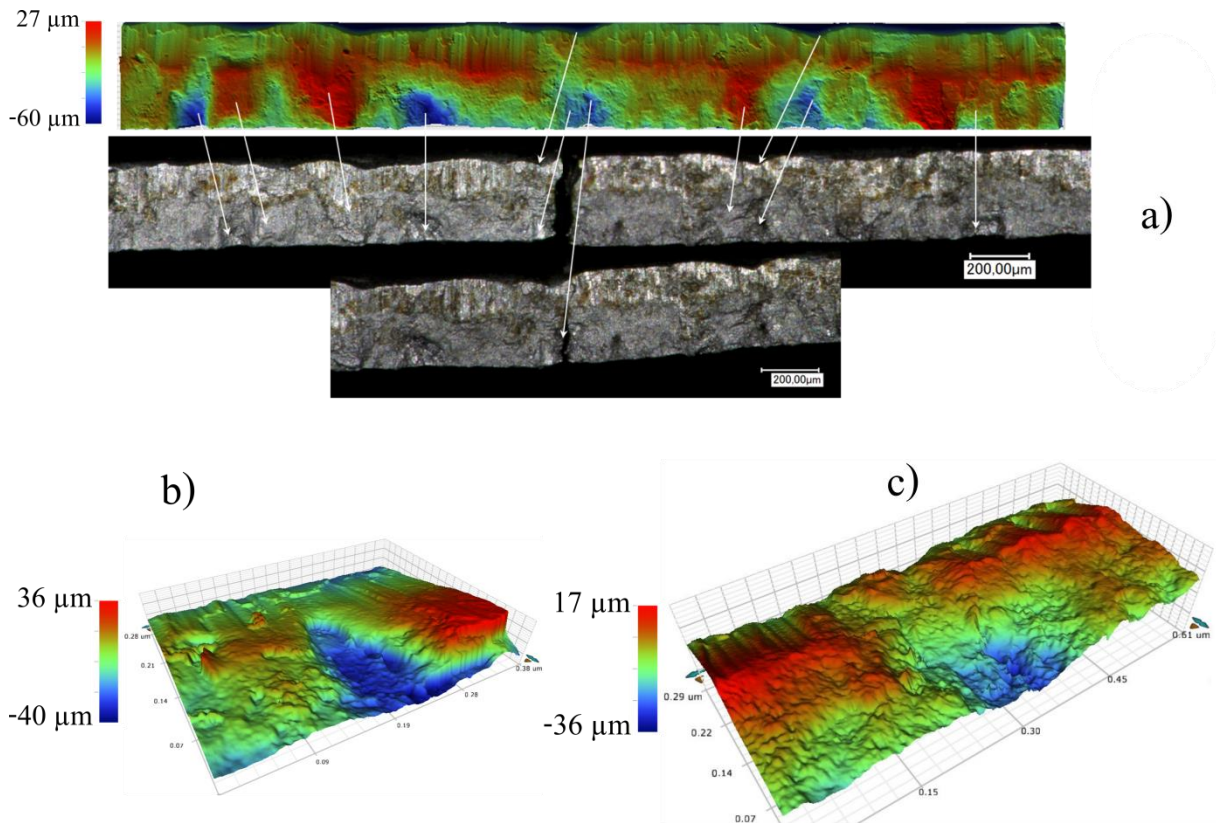 27 µm
-60 µm
a)
200,00µm
200,00µm
b)
c)
36 µm
-40 µm
0.28 um
0.21
0.14
0.07
0.09
0.19
0.28
0.38 um
17 µm
-36 µm
0.29 um
0.22
0.14
0.07
0.15
0.30
0.45
0.61 um